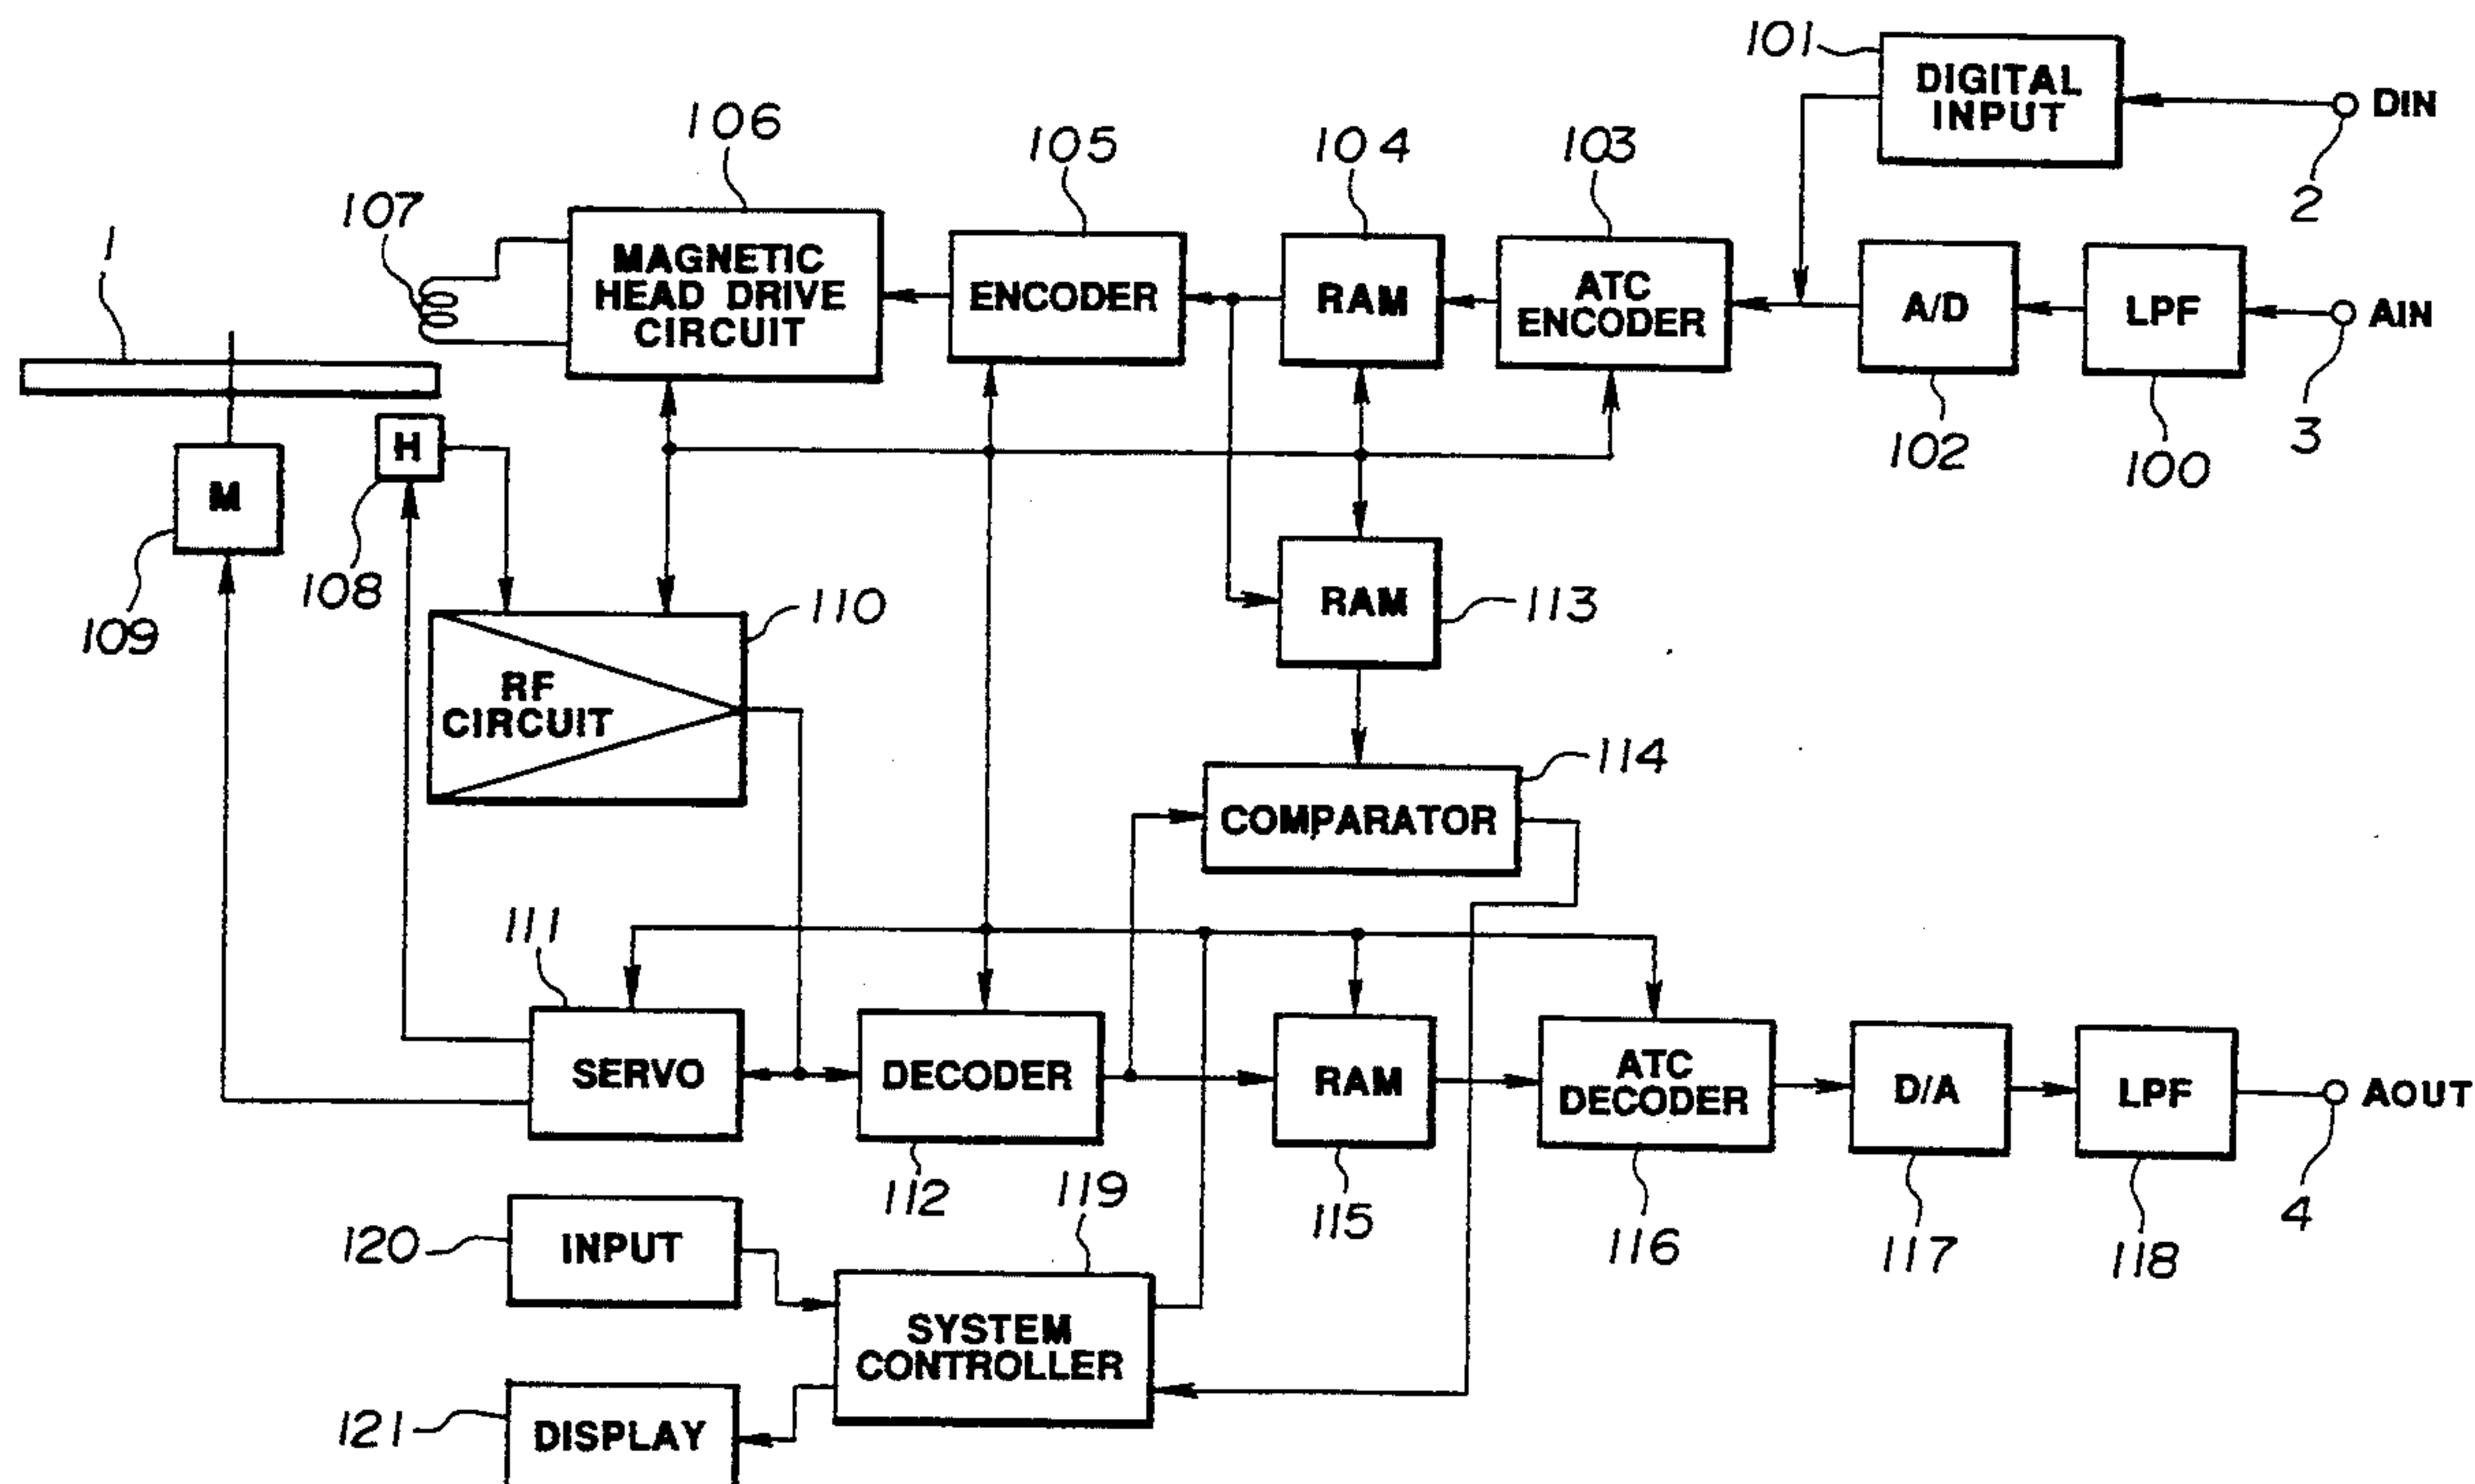 101
DIGITAL
INPUT
DIN
2
106
105
104
103
107
1
MAGNETIC
HEAD DRIVE
CIRCUIT
ENCODER
RAM
ATC
ENCODER
A/D
LPF
AIN
3
102
100
H
M
108
109
110
RAM
113
RF
CIRCUIT
114
COMPARATOR
111
SERVO
DECODER
RAM
ATC
DECODER
D/A
LPF
AOUT
4
112
119
115
116
117
118
120
INPUT
SYSTEM
CONTROLLER
121
DISPLAY